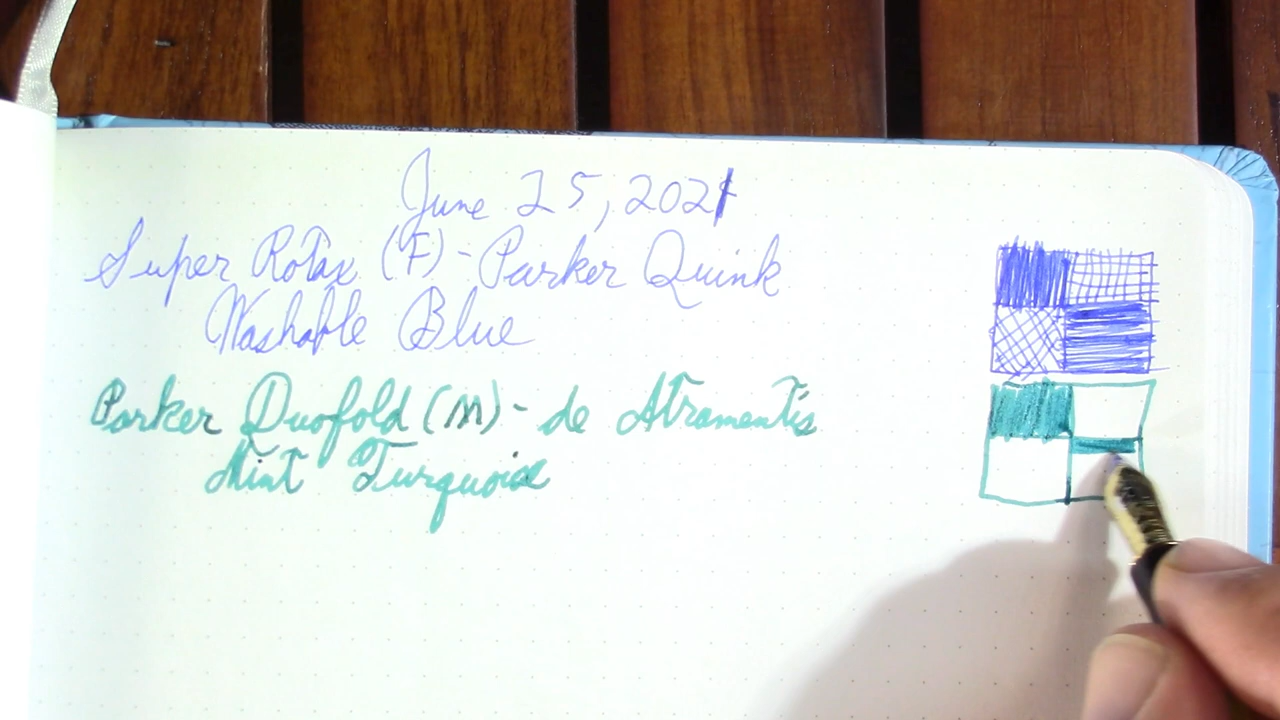 June 25, 2021
Super Rotax (F) - Parker Quink
Washable Blue
Parker Duofold (M) - de Atramentis
Mint Turquoise